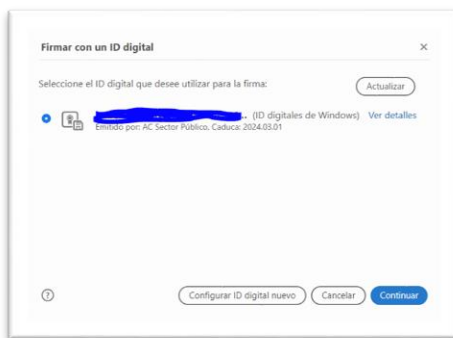 Firmar con un ID digital
Seleccione el ID digital que desee utilizar para la firma:
Actualizar
(ID digitales de Windows) Ver detalles
Emitido por: AC Sector Público, Caduca: 2024.03.01
Configurar ID digital nuevo
Cancelar
Continuar